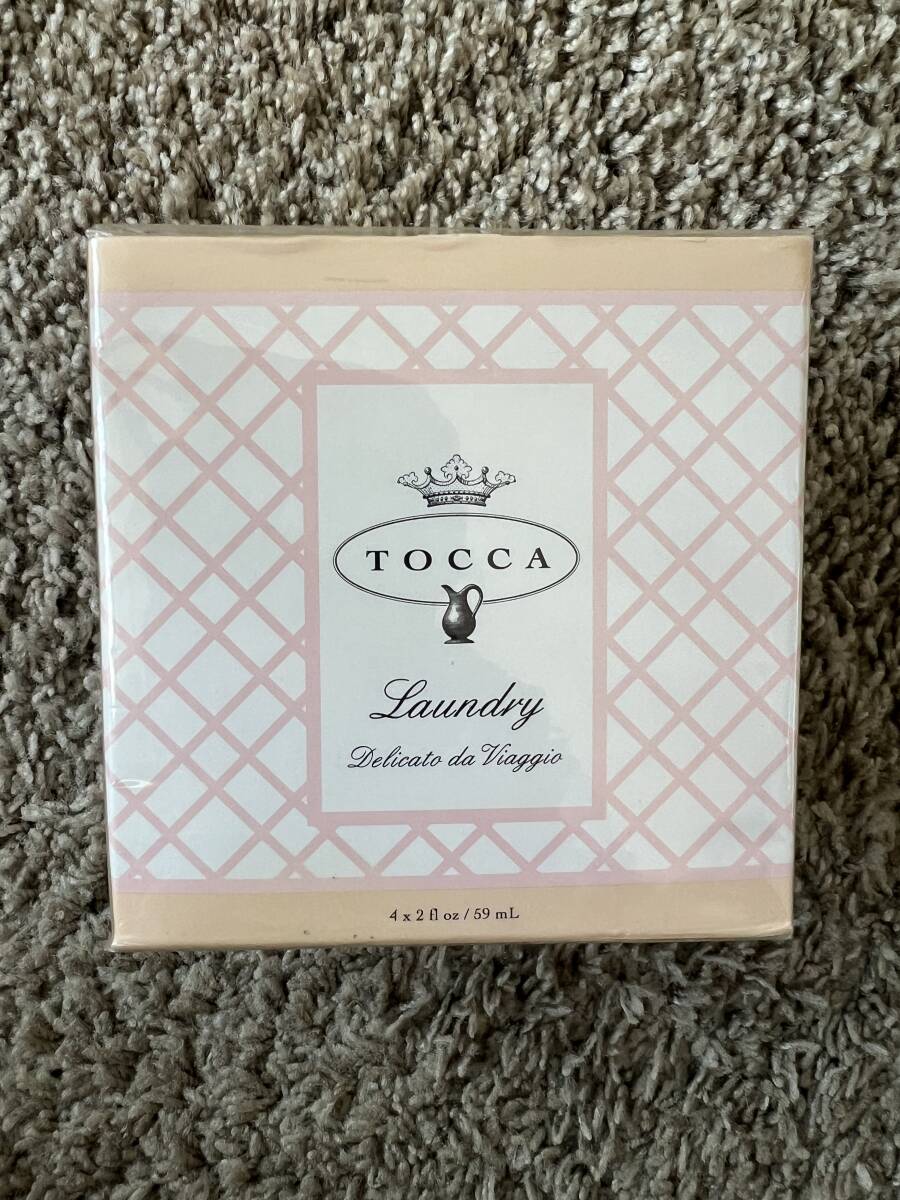 TOCCA
Laundry
Delicato da Viaggio
4 x 2 fl oz / 59 mL